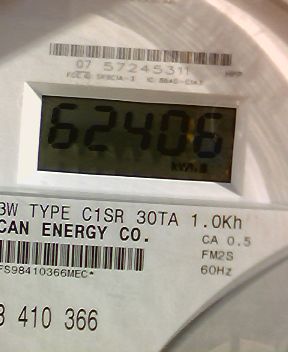 07 57245311 MPP
62406
3W TYPE C1SR 30TA 1.0Kh
CAN ENERGY CO.
CA 0.5
FM2S
60Hz
FS98410366MEC*
3 410 366